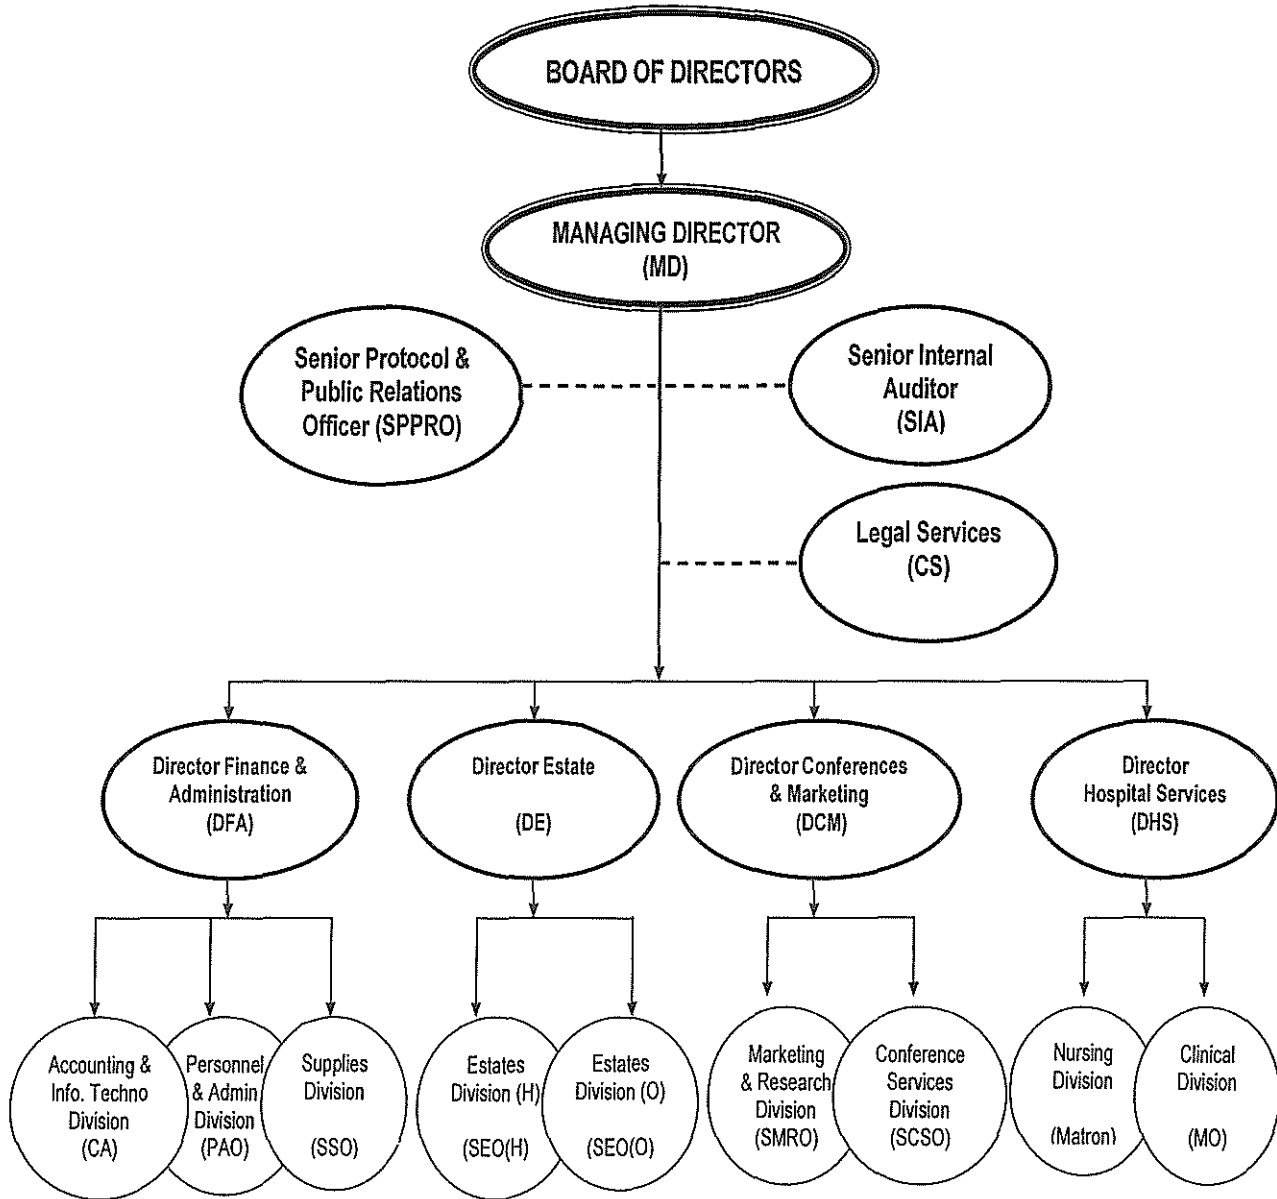 BOARD OF DIRECTORS
MANAGING DIRECTOR
(MD)
Senior Protocol &
Public Relations
Officer (SPPRO)
Senior Internal
Auditor
(SIA)
Legal Services
(CS)
Director Finance &
Administration
(DFA)
Director Estate
(DE)
Director Conferences
& Marketing
(DCM)
Director
Hospital Services
(DHS)
Accounting &
Info. Techno
Division
(CA)
Personnel
& Admin
Division
(PAO)
Supplies
Division
(SSO)
Estates
Division (H)
(SEO(H)
Estates
Division (O)
(SEO(O)
Marketing
& Research
Division
(SMRO)
Conference
Services
Division
(SCSO)
Nursing
Division
(Matron)
Clinical
Division
(MO)